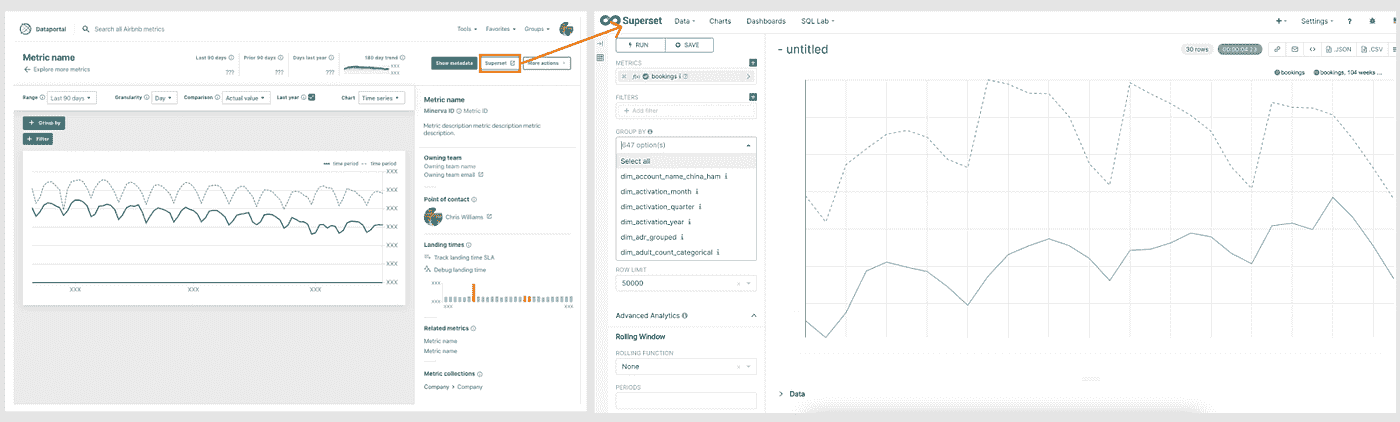 Dataportal
Search all Airbnb metrics
Tools
Favorites
Groups
Metric name
Explore more metrics
Last 90 days
???
Prior 90 days
???
Days last year
???
180 day trend
XXX
XXX
Show metadata
Superset
More actions
Range
Last 90 days
Granularity
Day
Comparison
Actual value
Last year
Chart
Time series
+ Group by
+ Filter
time period
time period
XXX
XXX
XXX
XXX
XXX
XXX
XXX
XXX
XXX
Metric name
Minerva ID
Metric ID
Metric description metric description metric
description.
Owning team
Owning team name
Owning team email
Point of contact
Chris Williams
Landing times
Track landing time SLA
Debug landing time
XXX
XXX
XXX
XXX
Related metrics
Metric name
Metric name
Metric collections
Company > Company
Superset
Data
Charts
Dashboards
SQL Lab
+
Settings
?
RUN
SAVE
METRICS
f(x) bookings
FILTERS
+ Add filter
GROUP BY
647 option(s)
Select all
dim_account_name_china_ham
dim_activation_month
dim_activation_quarter
dim_activation_year
dim_adr_grouped
dim_adult_count_categorical
ROW LIMIT
50000
Advanced Analytics
Rolling Window
ROLLING FUNCTION
None
PERIODS
- untitled
30 rows
00:00:04.23
.JSON
.CSV
bookings
bookings, 104 weeks ...
Data